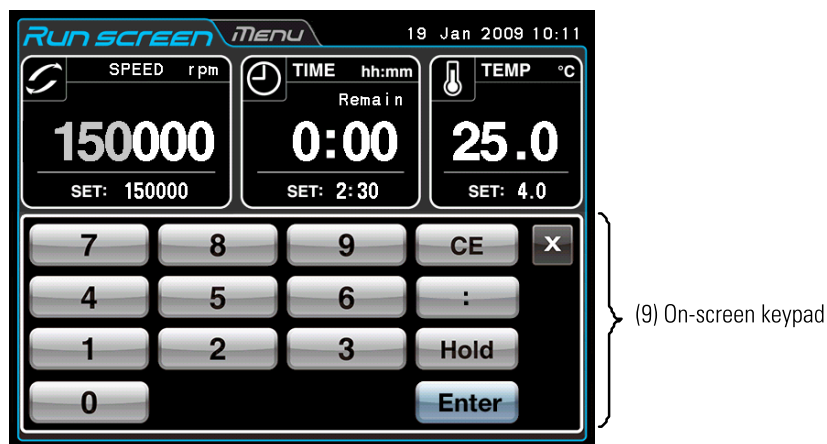 Run screen Menu 19 Jan 2009 10:11
SPEED rpm
150000
SET: 150000
TIME hh:mm
Remain
0:00
SET: 2:30
TEMP °C
25.0
SET: 4.0
7 8 9 CE X
4 5 6 :
1 2 3 Hold
0 Enter
(9) On-screen keypad